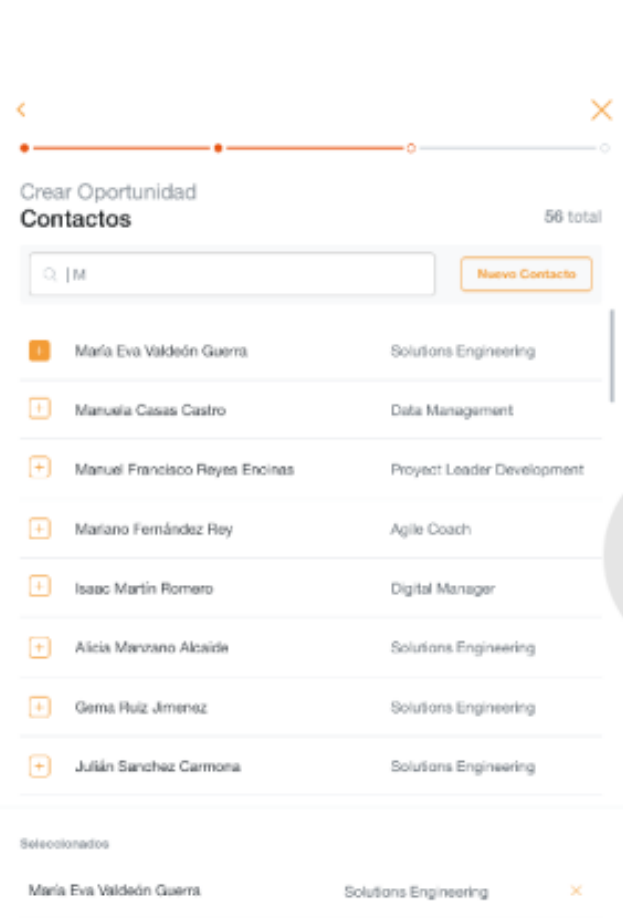 Crear Oportunidad
Contactos
56 total
M
Nuevo Contacto
María Eva Valdeón Guerra Solutions Engineering
Manuela Casas Castro Data Management
Manuel Francisco Reyes Encinas Proyect Leader Development
Mariano Fernández Rey Agile Coach
Isaac Martín Romero Digital Manager
Alicia Manzano Alcaide Solutions Engineering
Gema Ruiz Jimenez Solutions Engineering
Julián Sanchez Carmona Solutions Engineering
Seleccionados
María Eva Valdeón Guerra Solutions Engineering